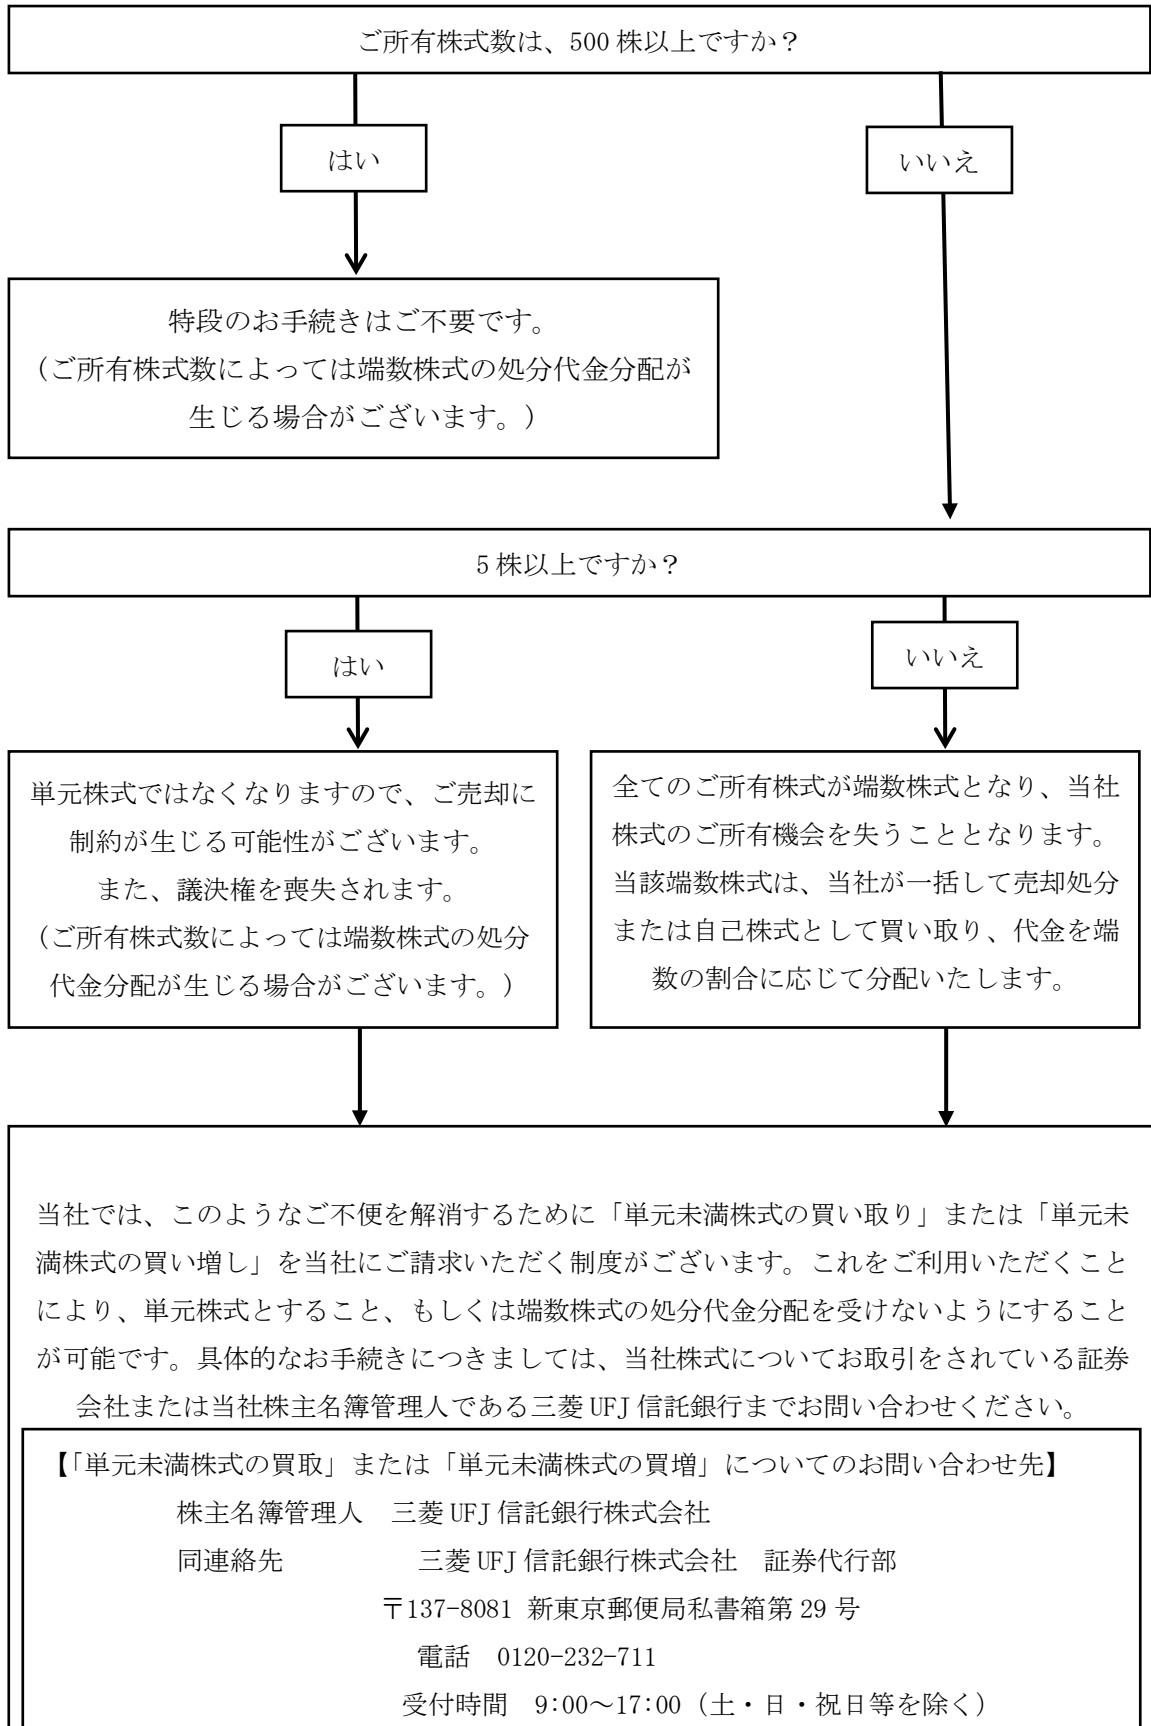 ご所有株式数は、500 株以上ですか？
はい
いいえ
特段のお手続きはご不要です。
（ご所有株式数によっては端数株式の処分代金分配が
生じる場合がございます。）
5 株以上ですか？
はい
いいえ
単元株式ではなくなりますので、ご売却に
制約が生じる可能性がございます。
また、議決権を喪失されます。
（ご所有株式数によっては端数株式の処分
代金分配が生じる場合がございます。）
全てのご所有株式が端数株式となり、当社
株式のご所有機会を失うこととなります。
当該端数株式は、当社が一括して売却処分
または自己株式として買い取り、代金を端
数の割合に応じて分配いたします。
当社では、このようなご不便を解消するために「単元未満株式の買い取り」または「単元未
満株式の買い増し」を当社にご請求いただく制度がございます。これをご利用いただくこと
により、単元株式とすること、もしくは端数株式の処分代金分配を受けないようにすること
が可能です。具体的なお手続きにつきましては、当社株式についてお取引をされている証券
会社または当社株主名簿管理人である三菱 UFJ 信託銀行までお問い合わせください。
【「単元未満株式の買取」または「単元未満株式の買増」についてのお問い合わせ先】
株主名簿管理人　三菱 UFJ 信託銀行株式会社
同連絡先　三菱 UFJ 信託銀行株式会社　証券代行部
〒137-8081 新東京郵便局私書箱第 29 号
電話　0120-232-711
受付時間　9:00～17:00（土・日・祝日等を除く）